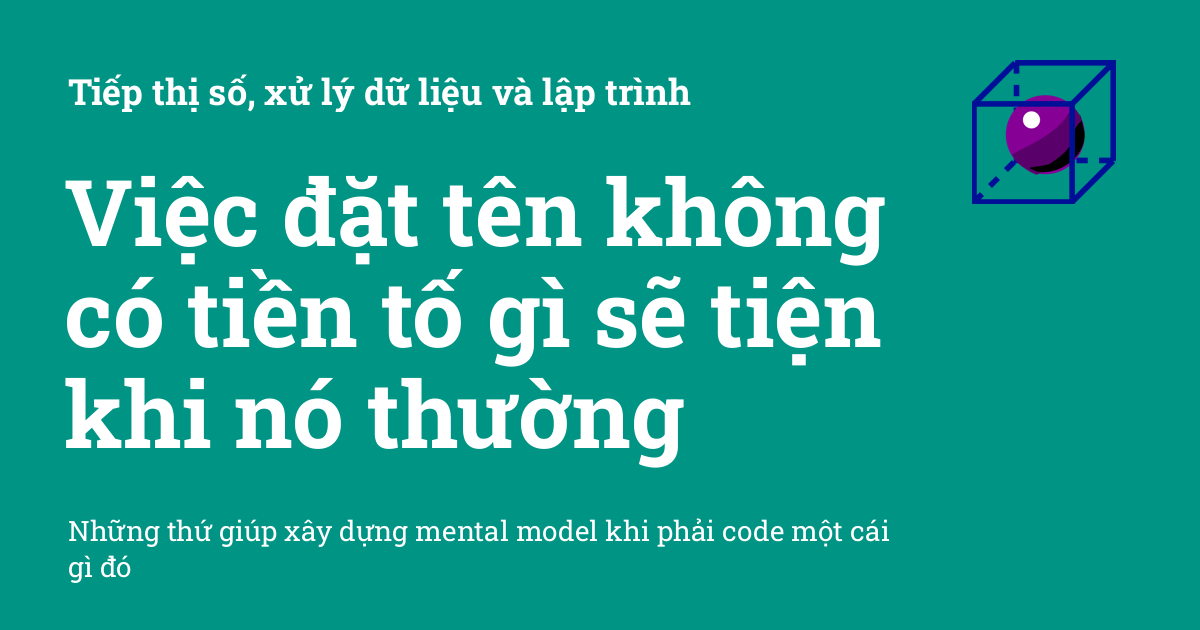 Tiếp thị số, xử lý dữ liệu và lập trình
Việc đặt tên không
có tiền tố gì sẽ tiện
khi nó thường
Những thứ giúp xây dựng mental model khi phải code một cái
gì đó